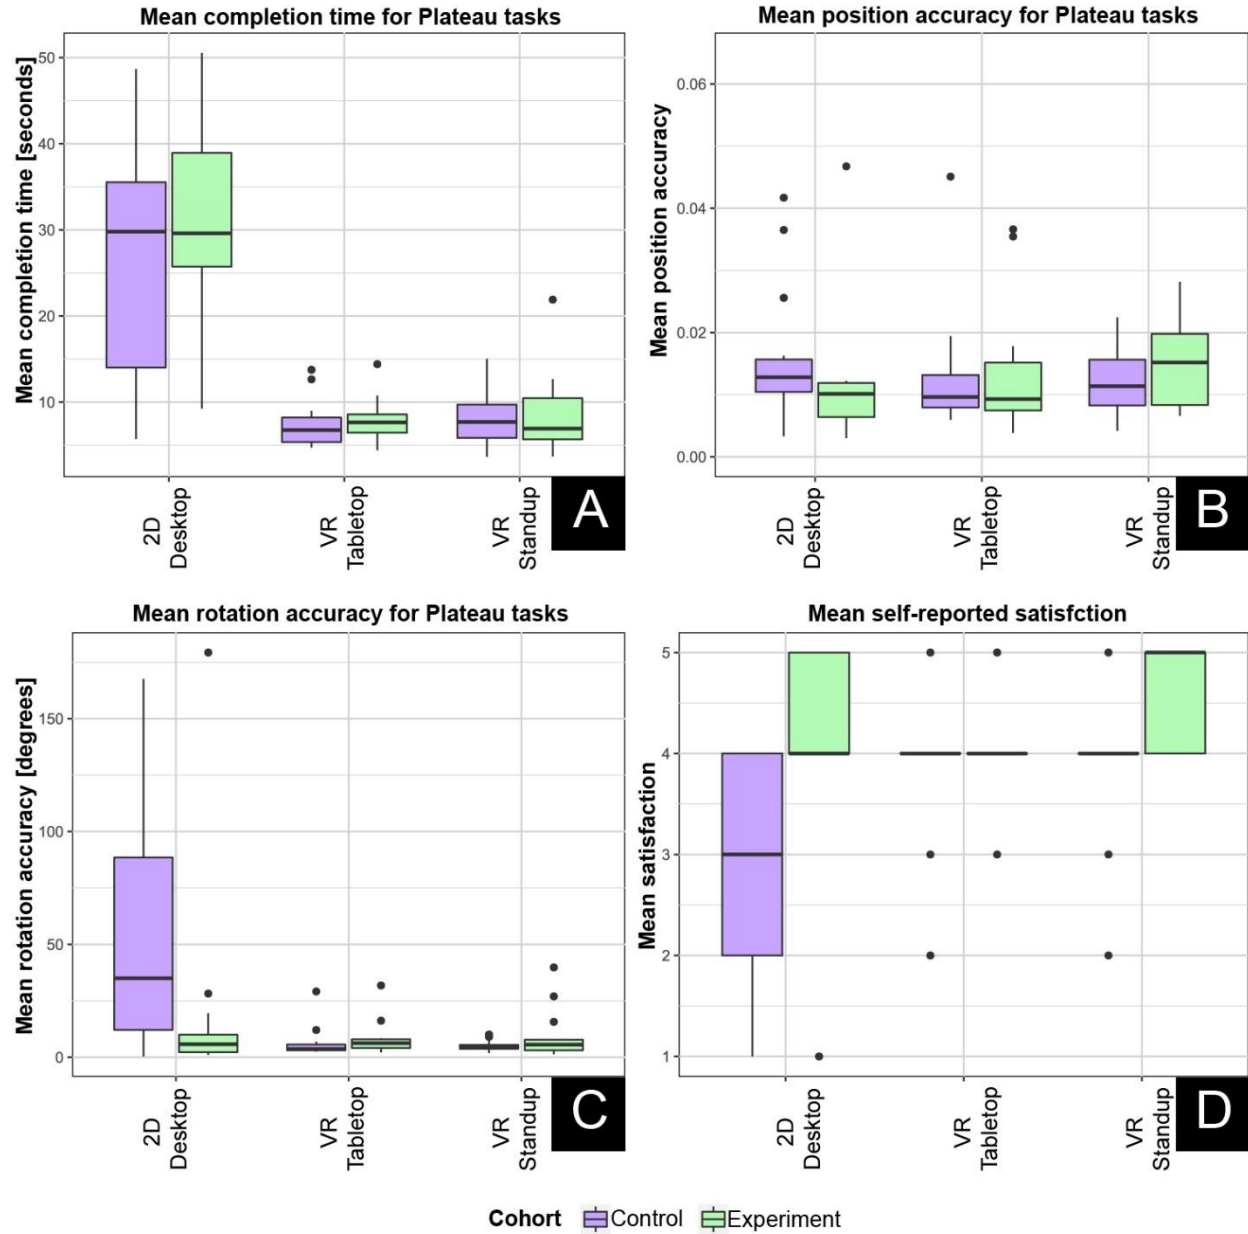 Mean completion time for Plateau tasks
Mean completion time [seconds]
50
40
30
20
10
2D
Desktop
VR
Tabletop
VR
Standup
A
Mean position accuracy for Plateau tasks
Mean position accuracy
0.06
0.04
0.02
0.00
2D
Desktop
VR
Tabletop
VR
Standup
B
Mean rotation accuracy for Plateau tasks
Mean rotation accuracy [degrees]
150
100
50
0
2D
Desktop
VR
Tabletop
VR
Standup
C
Mean self-reported satisfction
Mean satisfaction
5
4
3
2
1
2D
Desktop
VR
Tabletop
VR
Standup
D
Cohort Control Experiment